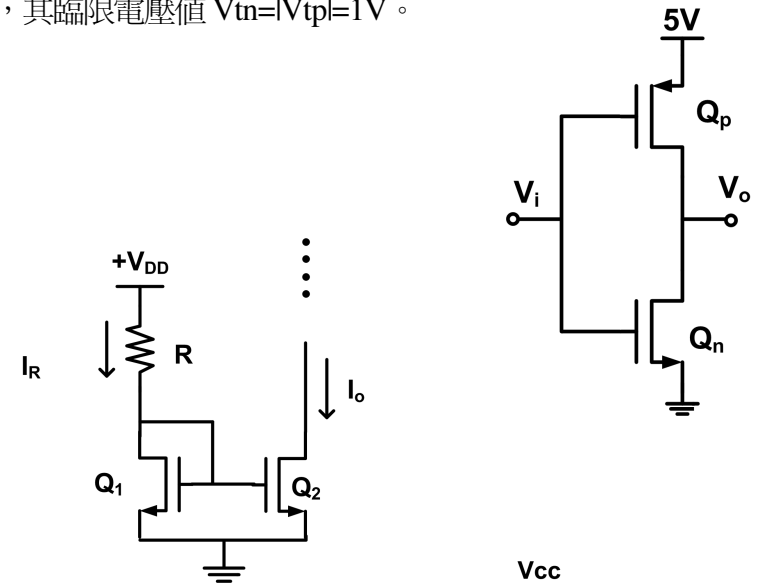 ，其臨限電壓值 Vtn=|Vtp|=1V。
5V
Qp
Vi
Vo
Qn
+VDD
IR
R
Io
Q1
Q2
Vcc